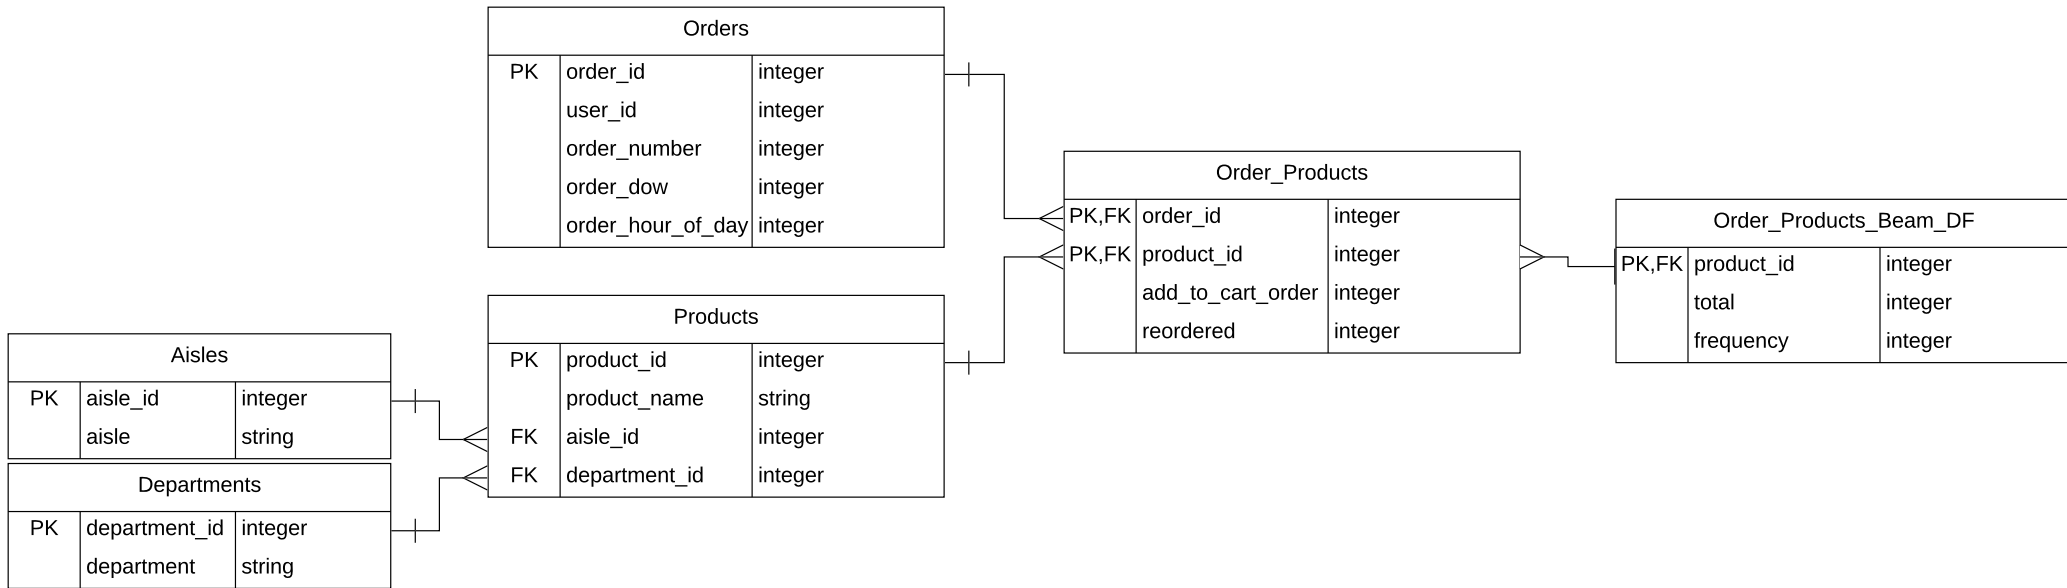 Orders
PK order_id integer
user_id integer
order_number integer
order_dow integer
order_hour_of_day integer
Order_Products
PK,FK order_id integer
PK,FK product_id integer
add_to_cart_order integer
reordered integer
Order_Products_Beam_DF
PK,FK product_id integer
total integer
frequency integer
Products
PK product_id integer
product_name string
FK aisle_id integer
FK department_id integer
Aisles
PK aisle_id integer
aisle string
Departments
PK department_id integer
department string